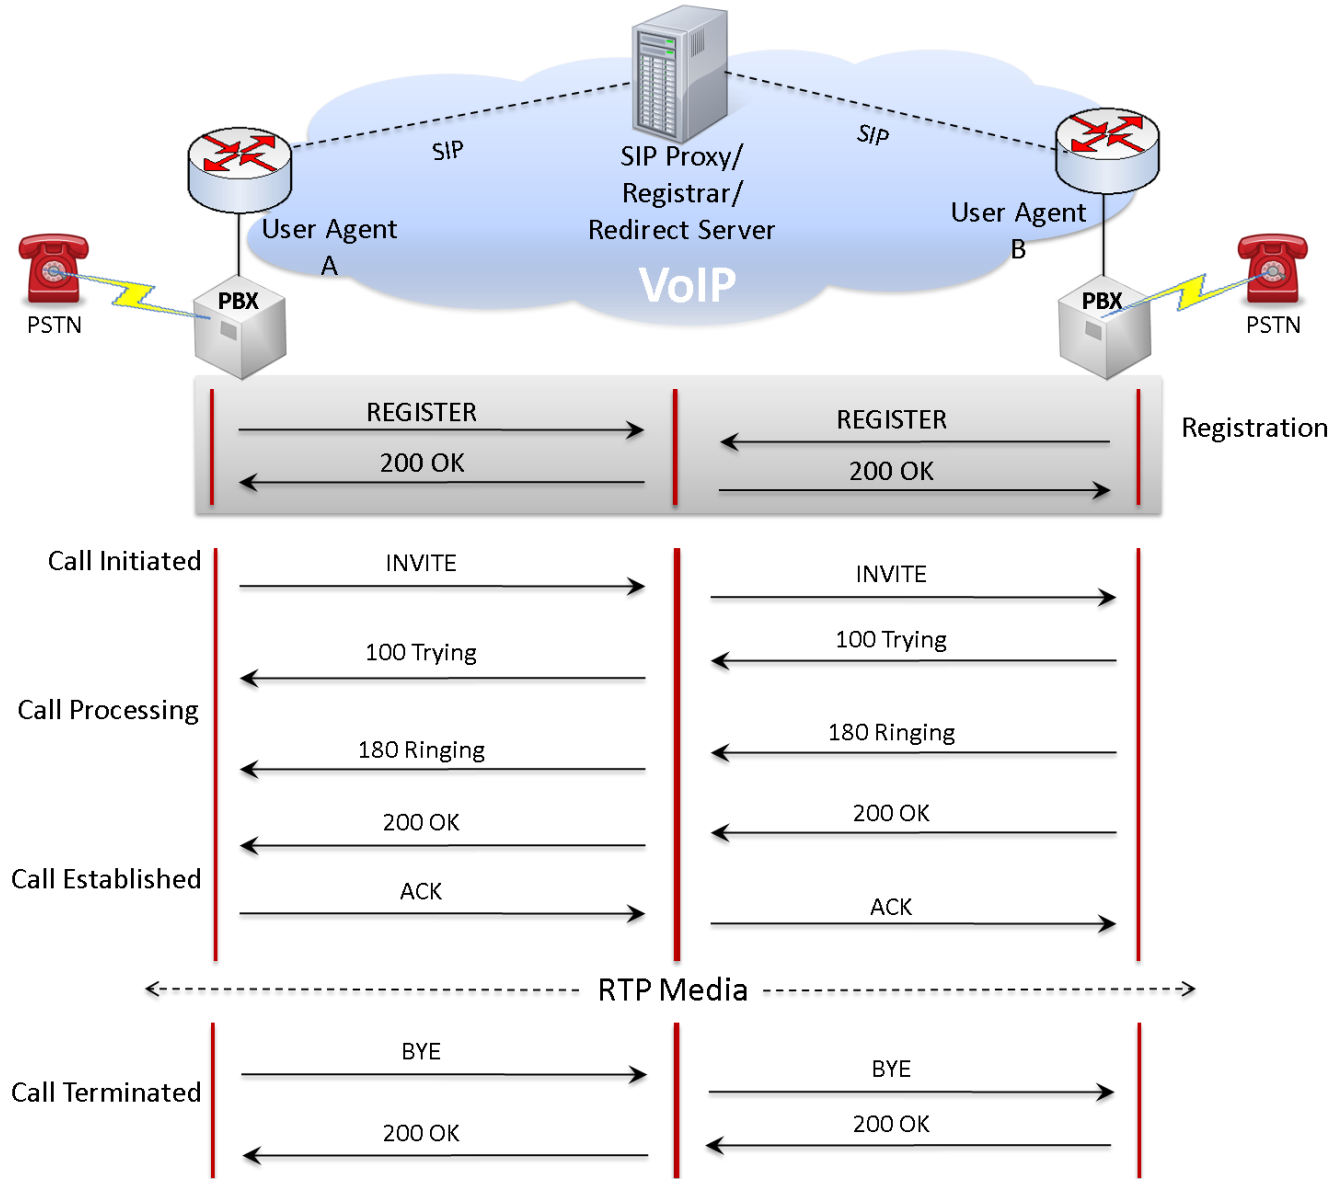 SIP
SIP
SIP Proxy/
Registrar/
Redirect Server
User Agent
A
User Agent
B
VoIP
PBX
PBX
PSTN
PSTN
REGISTER
REGISTER
Registration
200 OK
200 OK
Call Initiated
INVITE
INVITE
100 Trying
100 Trying
Call Processing
180 Ringing
180 Ringing
200 OK
200 OK
Call Established
ACK
ACK
RTP Media
BYE
BYE
Call Terminated
200 OK
200 OK